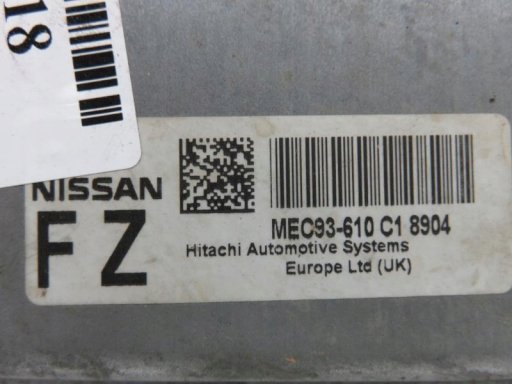 18
NISSAN
FZ
MEC93-610 C1 8904
Hitachi Automotive Systems
Europe Ltd (UK)